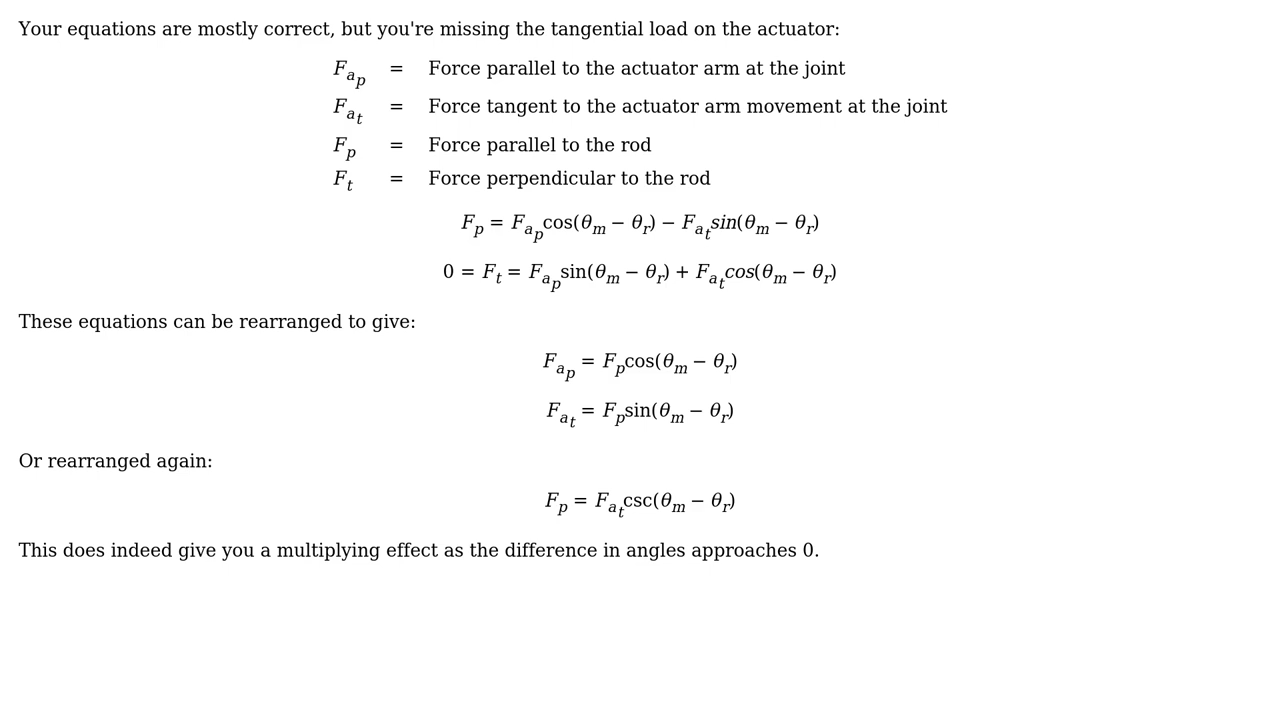 Your equations are mostly correct, but you're missing the tangential load on the actuator:
F_{a_p} = Force parallel to the actuator arm at the joint
F_{a_t} = Force tangent to the actuator arm movement at the joint
F_p = Force parallel to the rod
F_t = Force perpendicular to the rod
F_p = F_{a_p}cos(θ_m − θ_r) − F_{a_t}sin(θ_m − θ_r)
0 = F_t = F_{a_p}sin(θ_m − θ_r) + F_{a_t}cos(θ_m − θ_r)
These equations can be rearranged to give:
F_{a_p} = F_pcos(θ_m − θ_r)
F_{a_t} = F_psin(θ_m − θ_r)
Or rearranged again:
F_p = F_{a_t}csc(θ_m − θ_r)
This does indeed give you a multiplying effect as the difference in angles approaches 0.